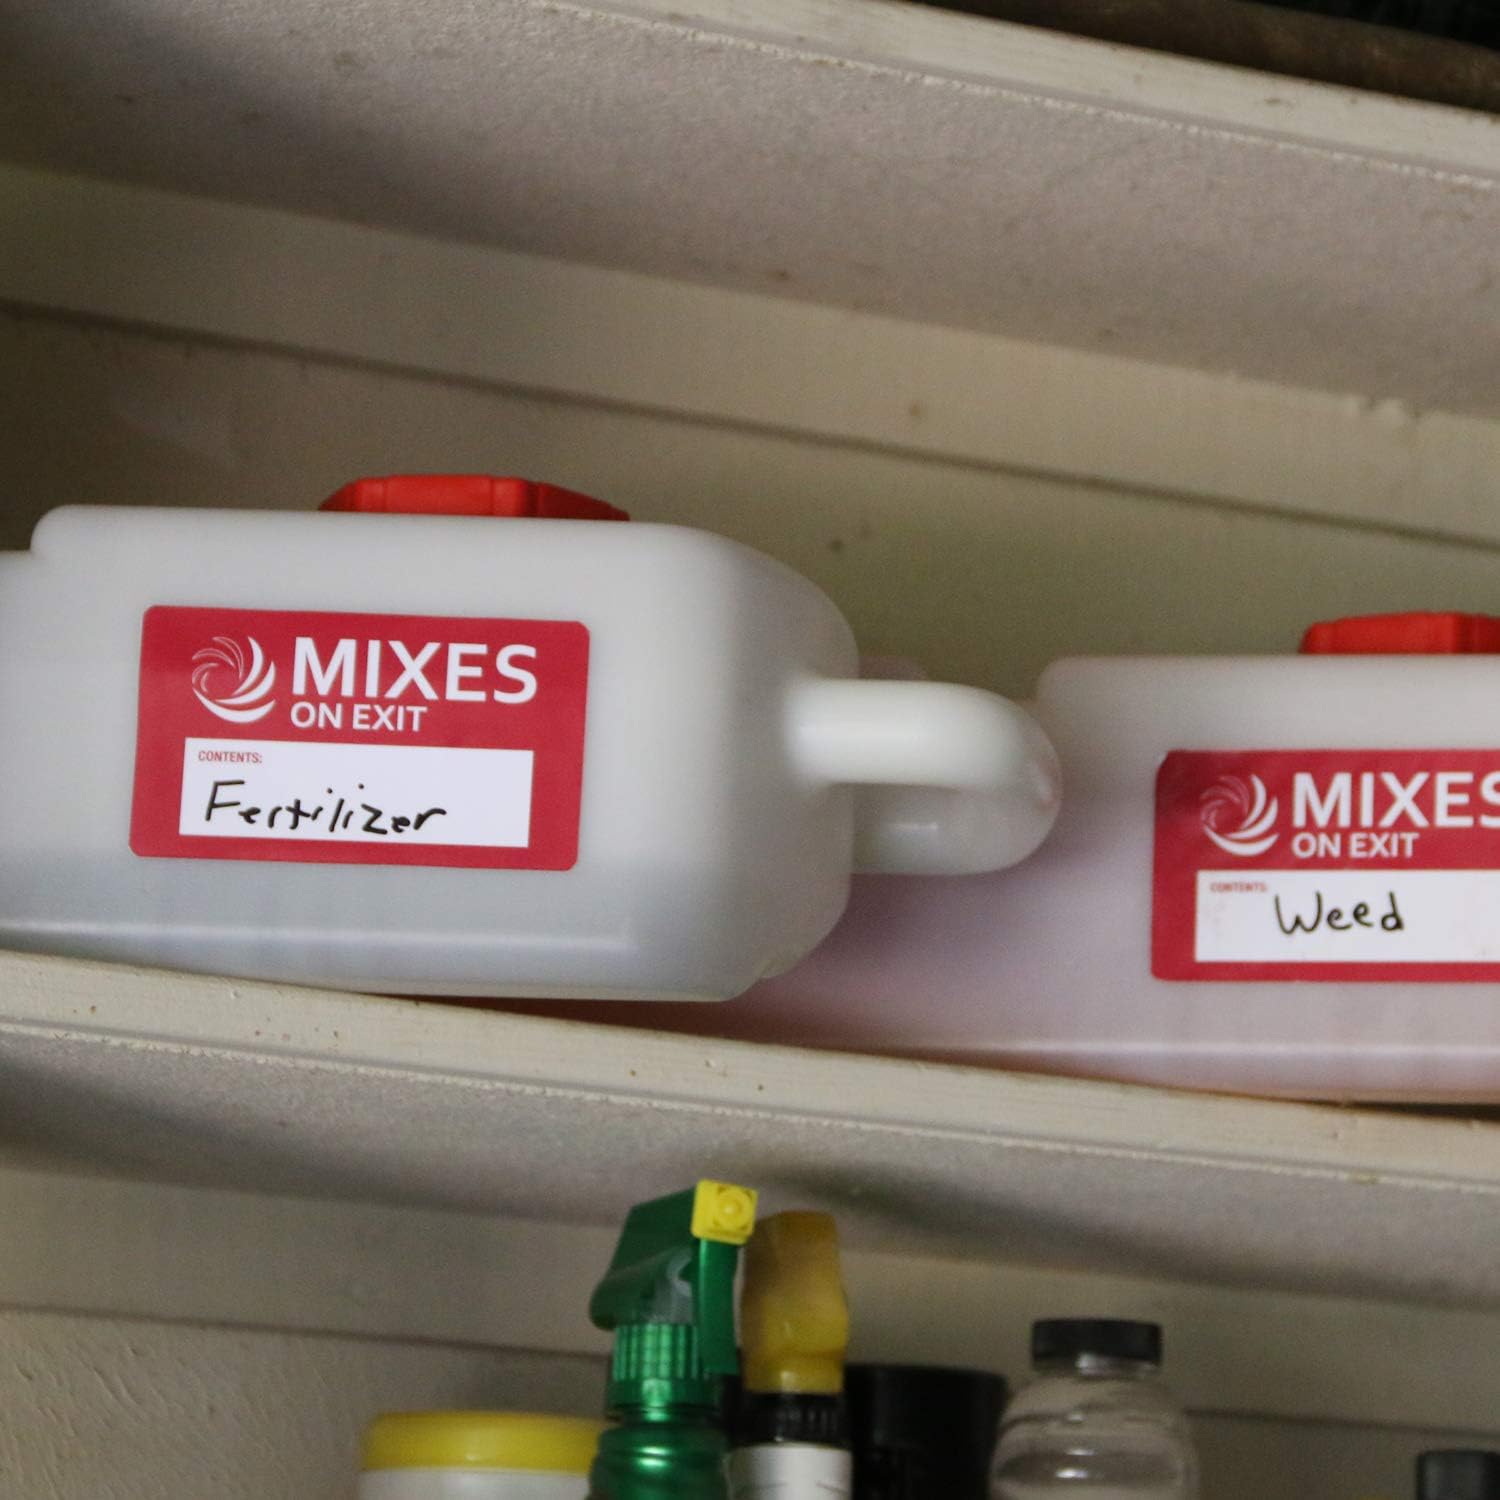 MIXES
ON EXIT
CONTENTS:
Fertilizer
MIXES
ON EXIT
CONTENTS:
Weed